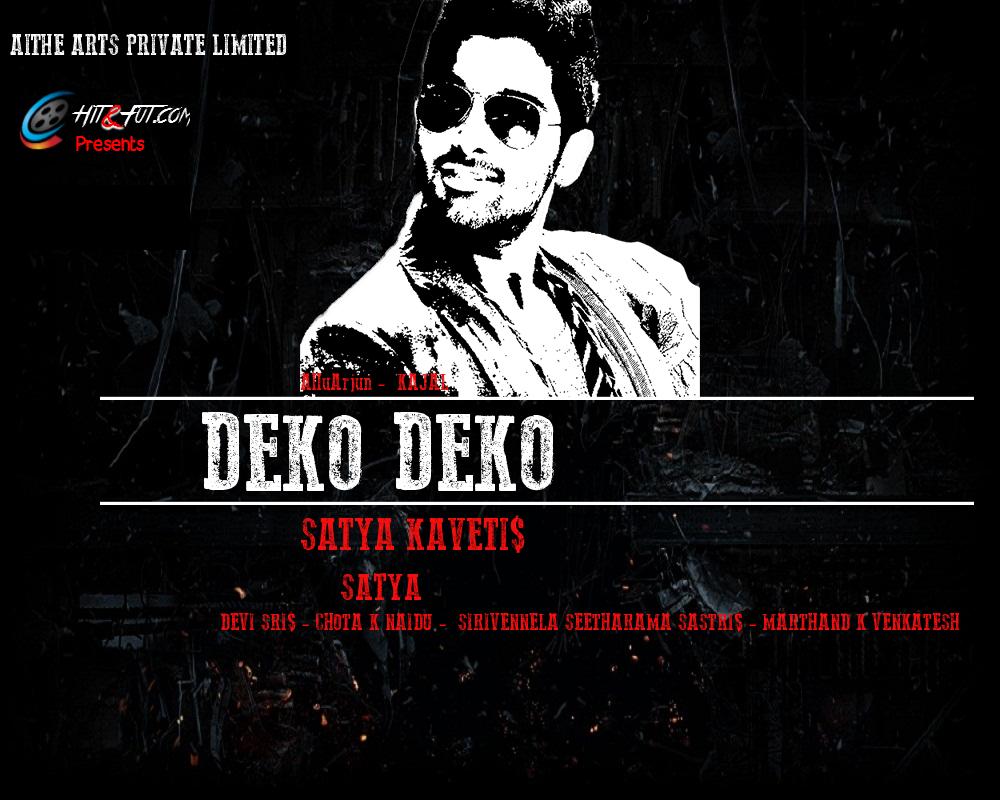 AITHE ARTS PRIVATE LIMITED
HIT&FUT.COM
Presents
AlluArjun - KAJAL
DEKO DEKO
SATYA KAVETI$
SATYA
DEVI SRI$ - CHOTA K NAIDU. - SIRIVENNELA SEETHARAMA SASTRI$ - MARTHAND K VENKATESH